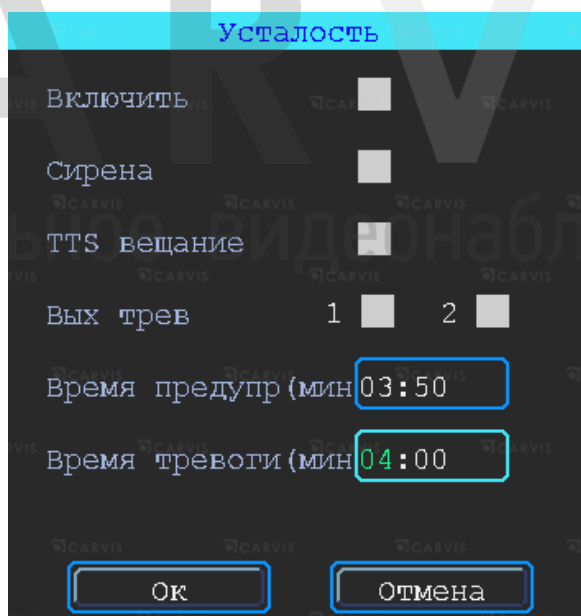 Усталость
Включить
Сирена
TTS вещание
Вых трев 1 2
Время предупр(мин 03:50
Время тревоги(мин 04:00
Ок Отмена
CARVIS